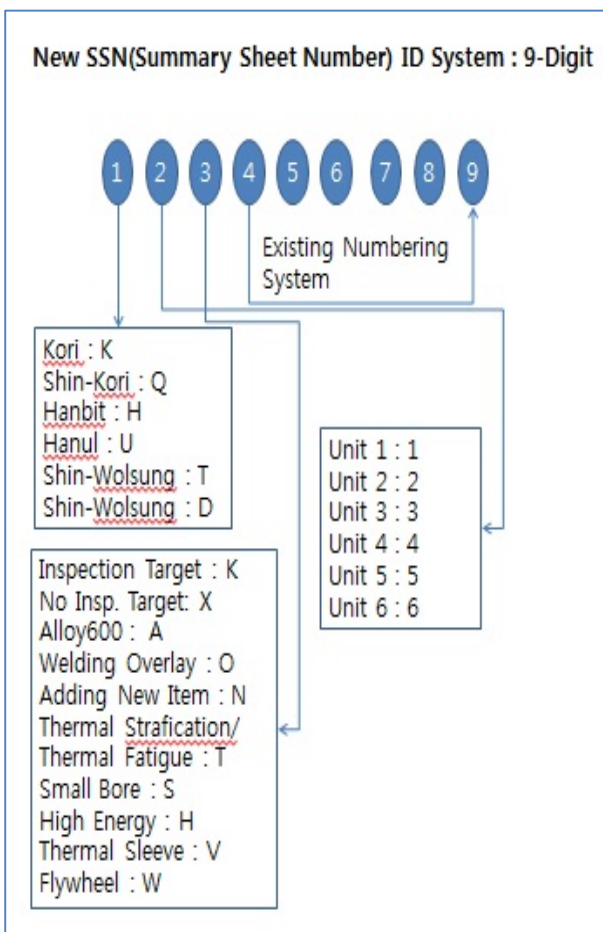 New SSN(Summary Sheet Number) ID System : 9-Digit
1 2 3 4 5 6 7 8 9
Existing Numbering
System
Kori : K
Shin-Kori : Q
Hanbit : H
Hanul : U
Shin-Wolsung : T
Shin-Wolsung : D
Unit 1 : 1
Unit 2 : 2
Unit 3 : 3
Unit 4 : 4
Unit 5 : 5
Unit 6 : 6
Inspection Target : K
No Insp. Target: X
Alloy600 : A
Welding Overlay : O
Adding New Item : N
Thermal Strafication/
Thermal Fatigue : T
Small Bore : S
High Energy : H
Thermal Sleeve : V
Flywheel : W